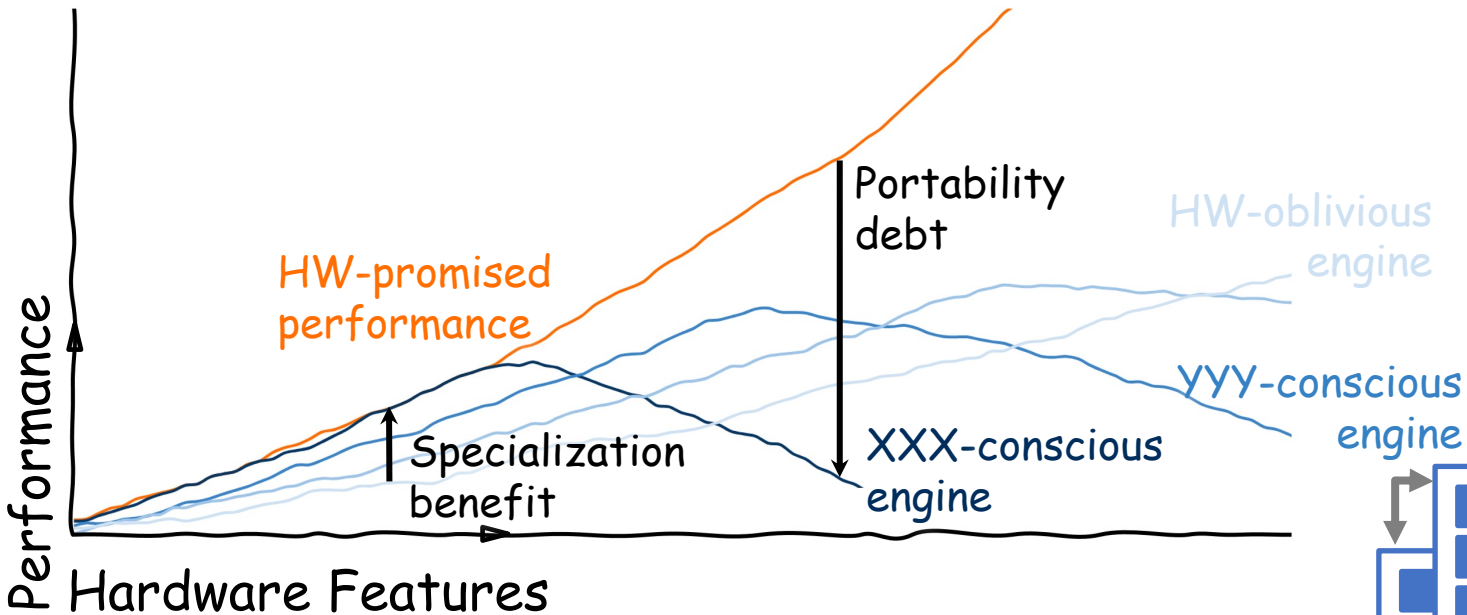 Performance
HW-promised
performance
Portability
debt
HW-oblivious
engine
YYY-conscious
engine
Specialization
benefit
XXX-conscious
engine
Hardware Features